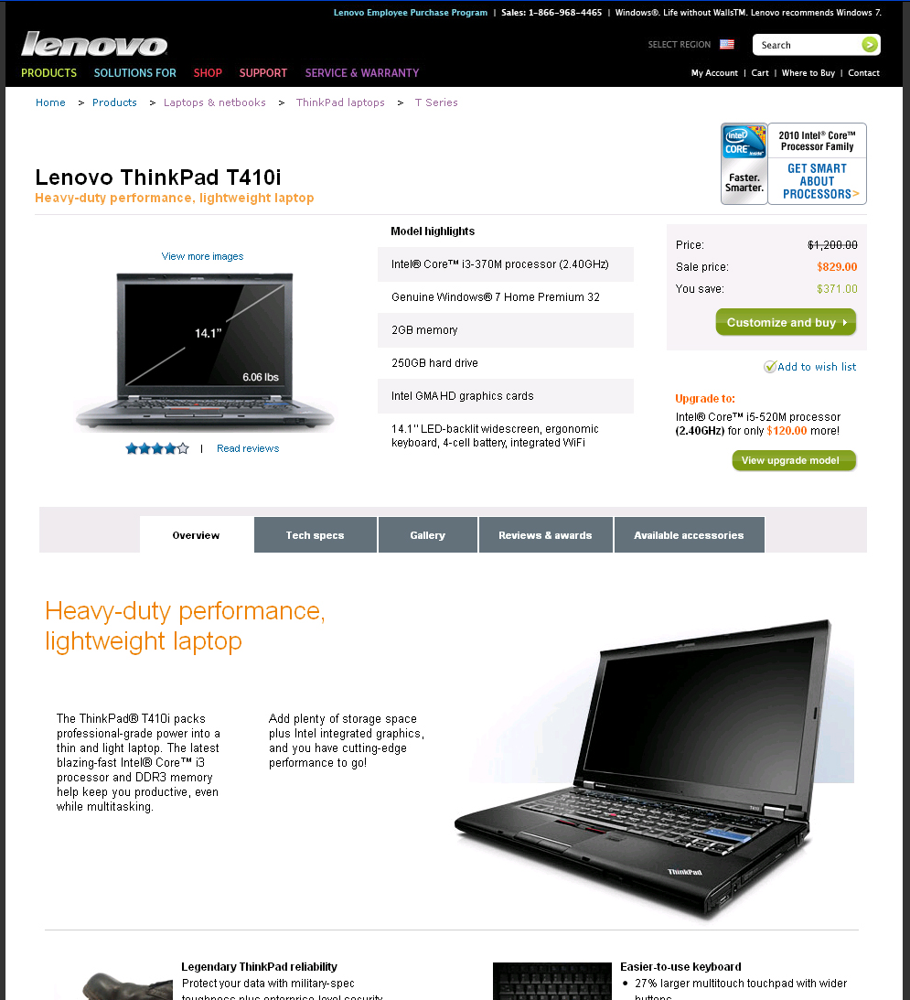 Lenovo Employee Purchase Program | Sales: 1-866-968-4465 | Windows®. Life without WallsTM. Lenovo recommends Windows 7.
lenovo
SELECT REGION
Search
PRODUCTS SOLUTIONS FOR SHOP SUPPORT SERVICE & WARRANTY
My Account | Cart | Where to Buy | Contact
Home > Products > Laptops & netbooks > ThinkPad laptops > T Series
intel CORE inside
Faster. Smarter.
2010 Intel® Core™ Processor Family
GET SMART ABOUT PROCESSORS>
Lenovo ThinkPad T410i
Heavy-duty performance, lightweight laptop
View more images
14.1"
6.06 lbs
| Read reviews
Model highlights
Intel® Core™ i3-370M processor (2.40GHz)
Genuine Windows® 7 Home Premium 32
2GB memory
250GB hard drive
Intel GMA HD graphics cards
14.1" LED-backlit widescreen, ergonomic
keyboard, 4-cell battery, integrated WiFi
Price: $1,200.00
Sale price: $829.00
You save: $371.00
Customize and buy
Add to wish list
Upgrade to:
Intel® Core™ i5-520M processor
(2.40GHz) for only $120.00 more!
View upgrade model
Overview Tech specs Gallery Reviews & awards Available accessories
Heavy-duty performance,
lightweight laptop
The ThinkPad® T410i packs
professional-grade power into a
thin and light laptop. The latest
blazing-fast Intel® Core™ i3
processor and DDR3 memory
help keep you productive, even
while multitasking.
Add plenty of storage space
plus Intel integrated graphics,
and you have cutting-edge
performance to go!
T410
ThinkPad
Legendary ThinkPad reliability
Protect your data with military-spec
toughness plus enterprise-level security
Easier-to-use keyboard
• 27% larger multitouch touchpad with wider
buttons